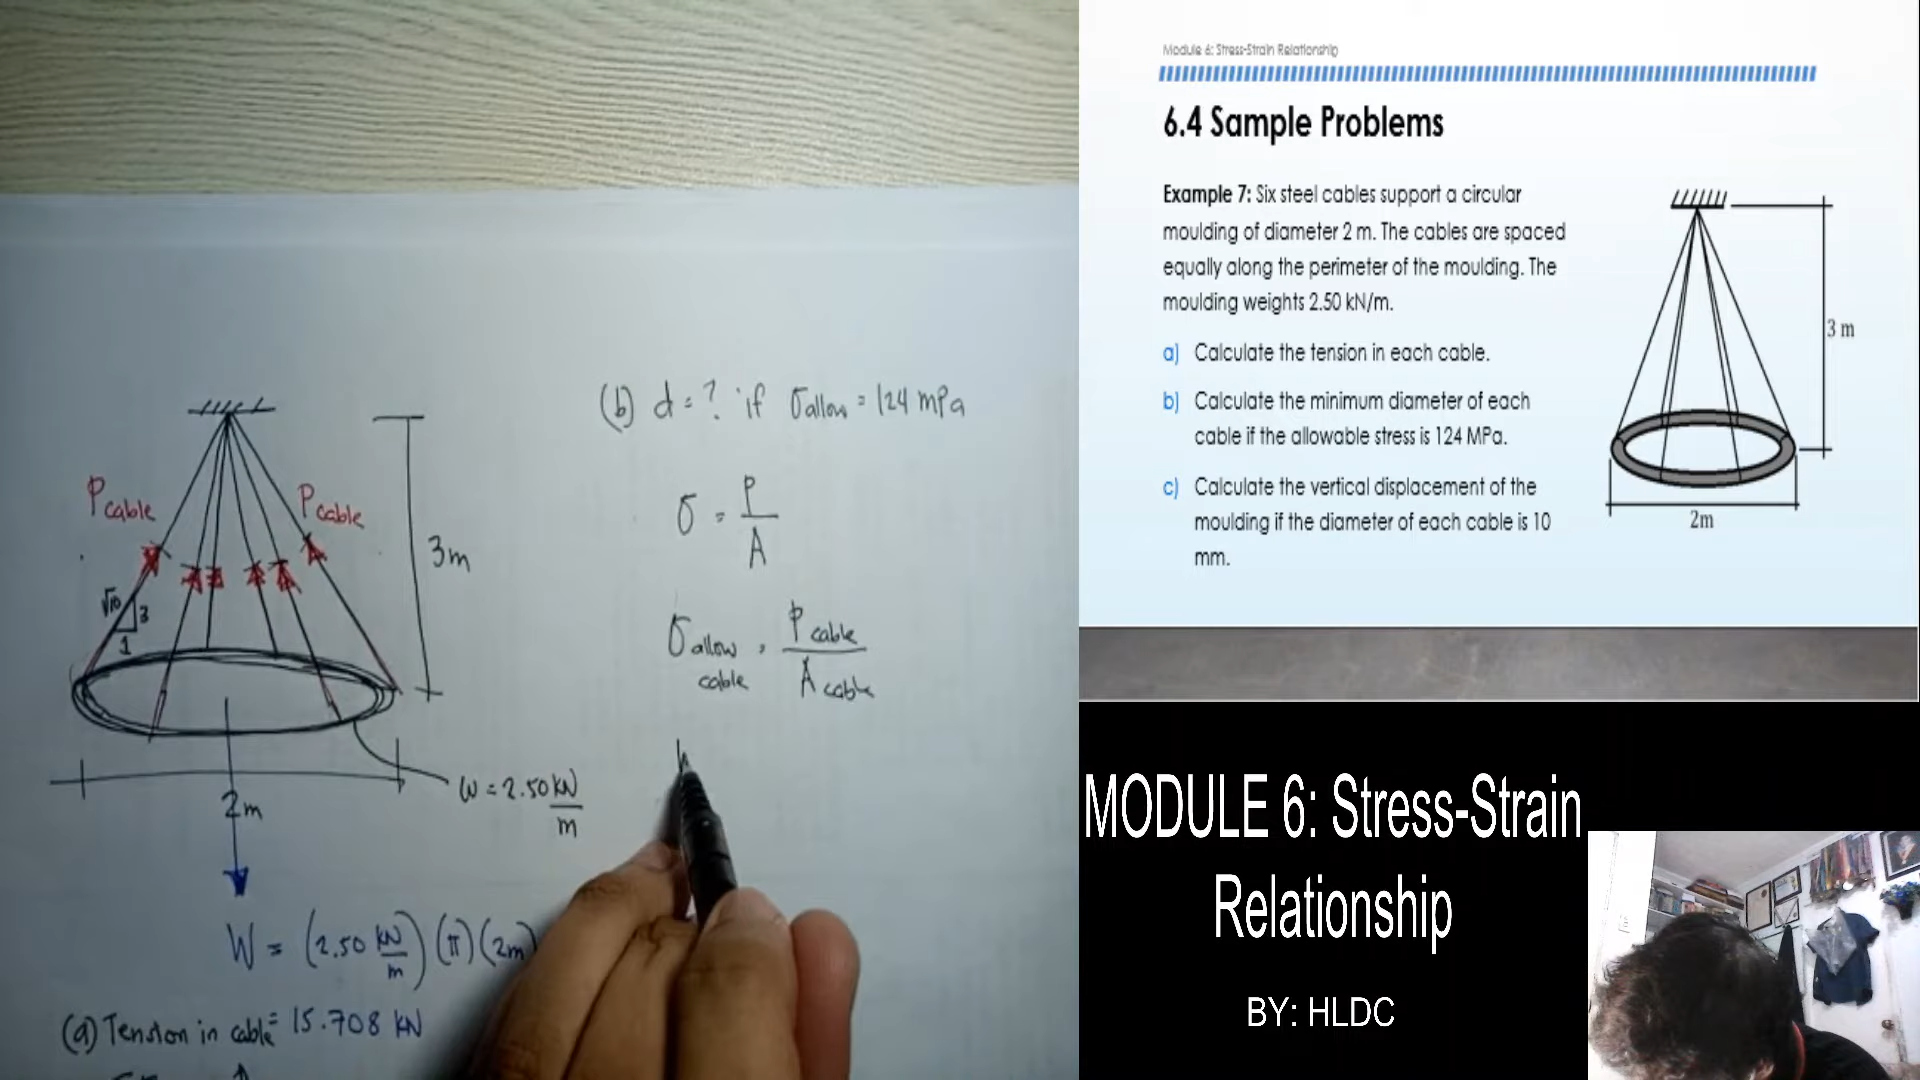 (b) d = ? if σallow = 124 MPa
Pcable
Pcable
σ = P
A
3m
√10
3
1
σallow = Pcable
cable Acable
W = 2.50 kN
m
2m
W = (2.50 kN
m) (π) (2m)
(a) Tension in cable = 15.708 kN
Module 6: Stress-Strain Relationship
6.4 Sample Problems
Example 7: Six steel cables support a circular
moulding of diameter 2 m. The cables are spaced
equally along the perimeter of the moulding. The
moulding weights 2.50 kN/m.
a) Calculate the tension in each cable.
b) Calculate the minimum diameter of each
cable if the allowable stress is 124 MPa.
c) Calculate the vertical displacement of the
moulding if the diameter of each cable is 10
mm.
3 m
2m
MODULE 6: Stress-Strain
Relationship
BY: HLDC